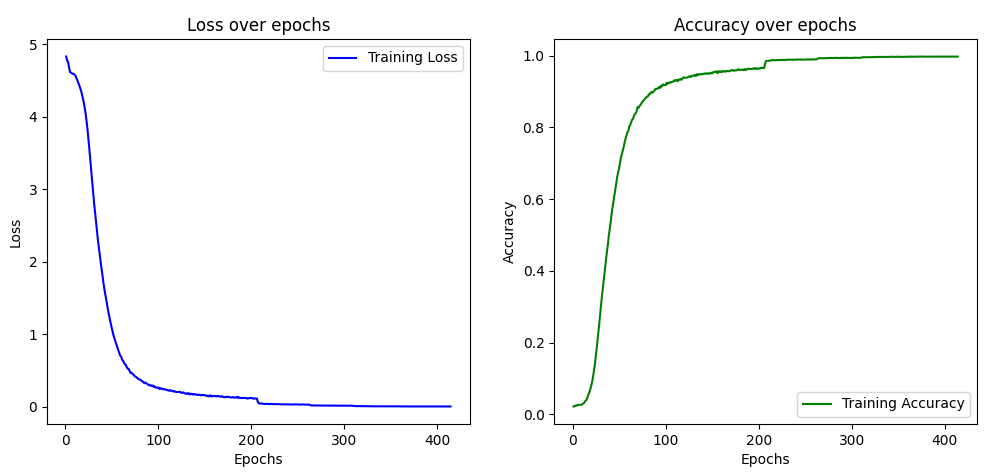 Loss over epochs
5
4
3
2
1
0
Loss
Training Loss
0
100
200
300
400
Epochs
Accuracy over epochs
1.0
0.8
0.6
0.4
0.2
0.0
Accuracy
Training Accuracy
0
100
200
300
400
Epochs